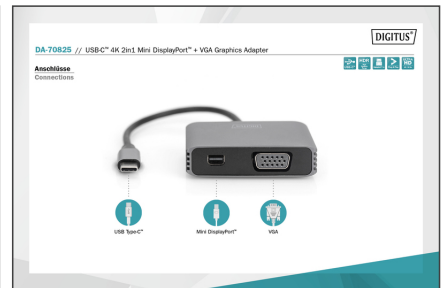 DIGITUS®
DA-70825 // USB-C™ 4K 2in1 Mini DisplayPort™ + VGA Graphics Adapter
Anschlüsse
Connections
USB Type-C™
Mini DisplayPort™
VGA